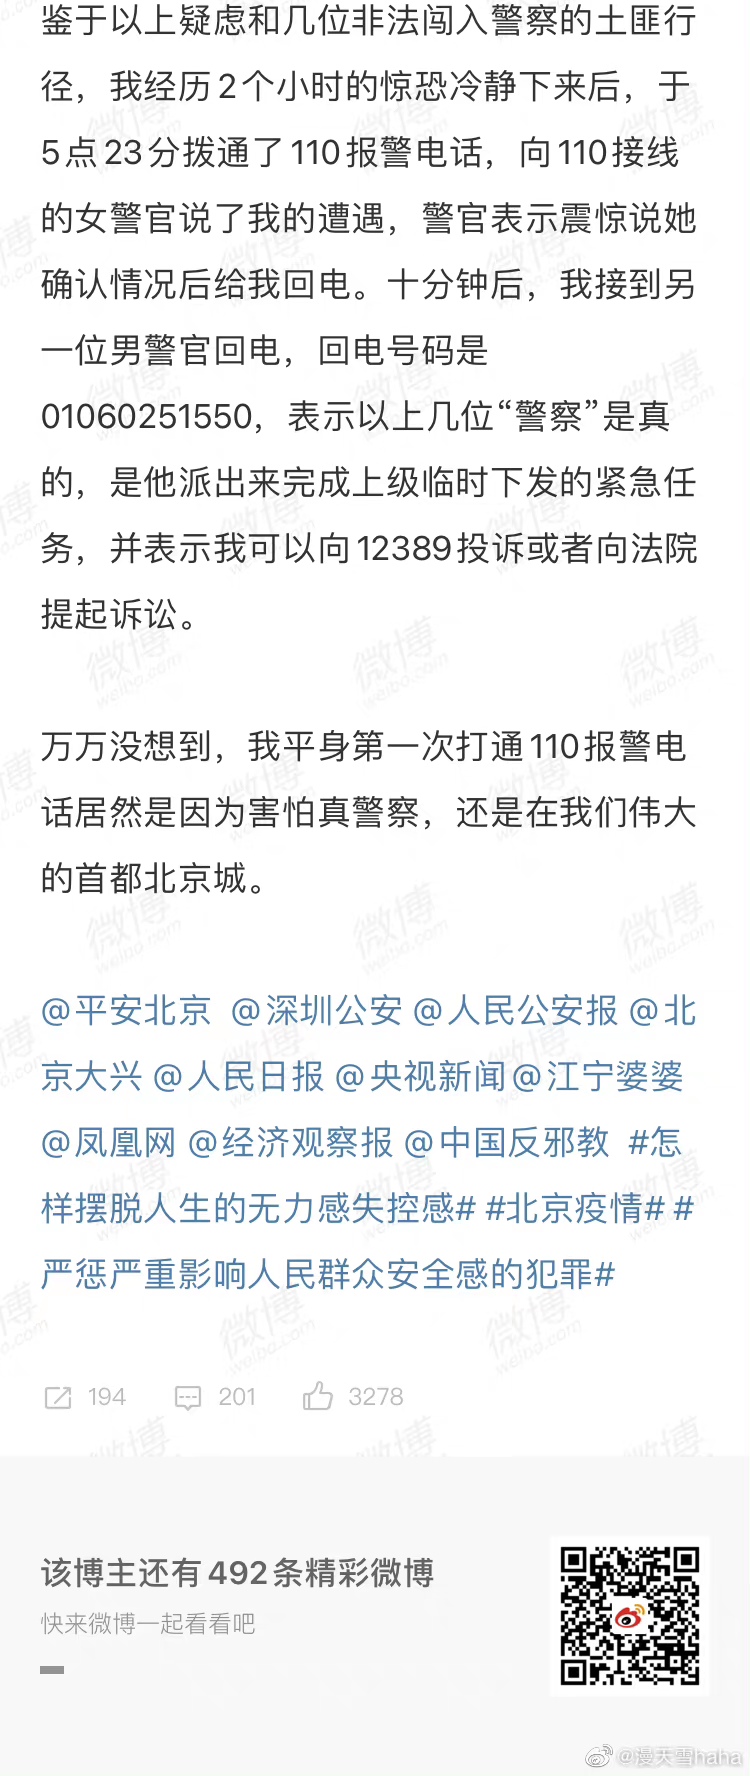 鉴于以上疑虑和几位非法闯入警察的土匪行
径，我经历2个小时的惊恐冷静下来后，于
5点23分拨通了110报警电话，向110接线
的女警官说了我的遭遇，警官表示震惊说她
确认情况后给我回电。十分钟后，我接到另
一位男警官回电，回电号码是
01060251550，表示以上几位“警察”是真
的，是他派出来完成上级临时下发的紧急任
务，并表示我可以向12389投诉或者向法院
提起诉讼。
万万没想到，我平身第一次打通110报警电
话居然是因为害怕真警察，还是在我们伟大
的首都北京城。
@平安北京 @深圳公安 @人民公安报 @北
京大兴 @人民日报 @央视新闻 @江宁婆婆
@凤凰网 @经济观察报 @中国反邪教 #怎
样摆脱人生的无力感失控感# #北京疫情# #
严惩严重影响人民群众安全感的犯罪#
194 201 3278
该博主还有492条精彩微博
快来微博一起看看吧
@漫天雪haha
微博
weibo.com